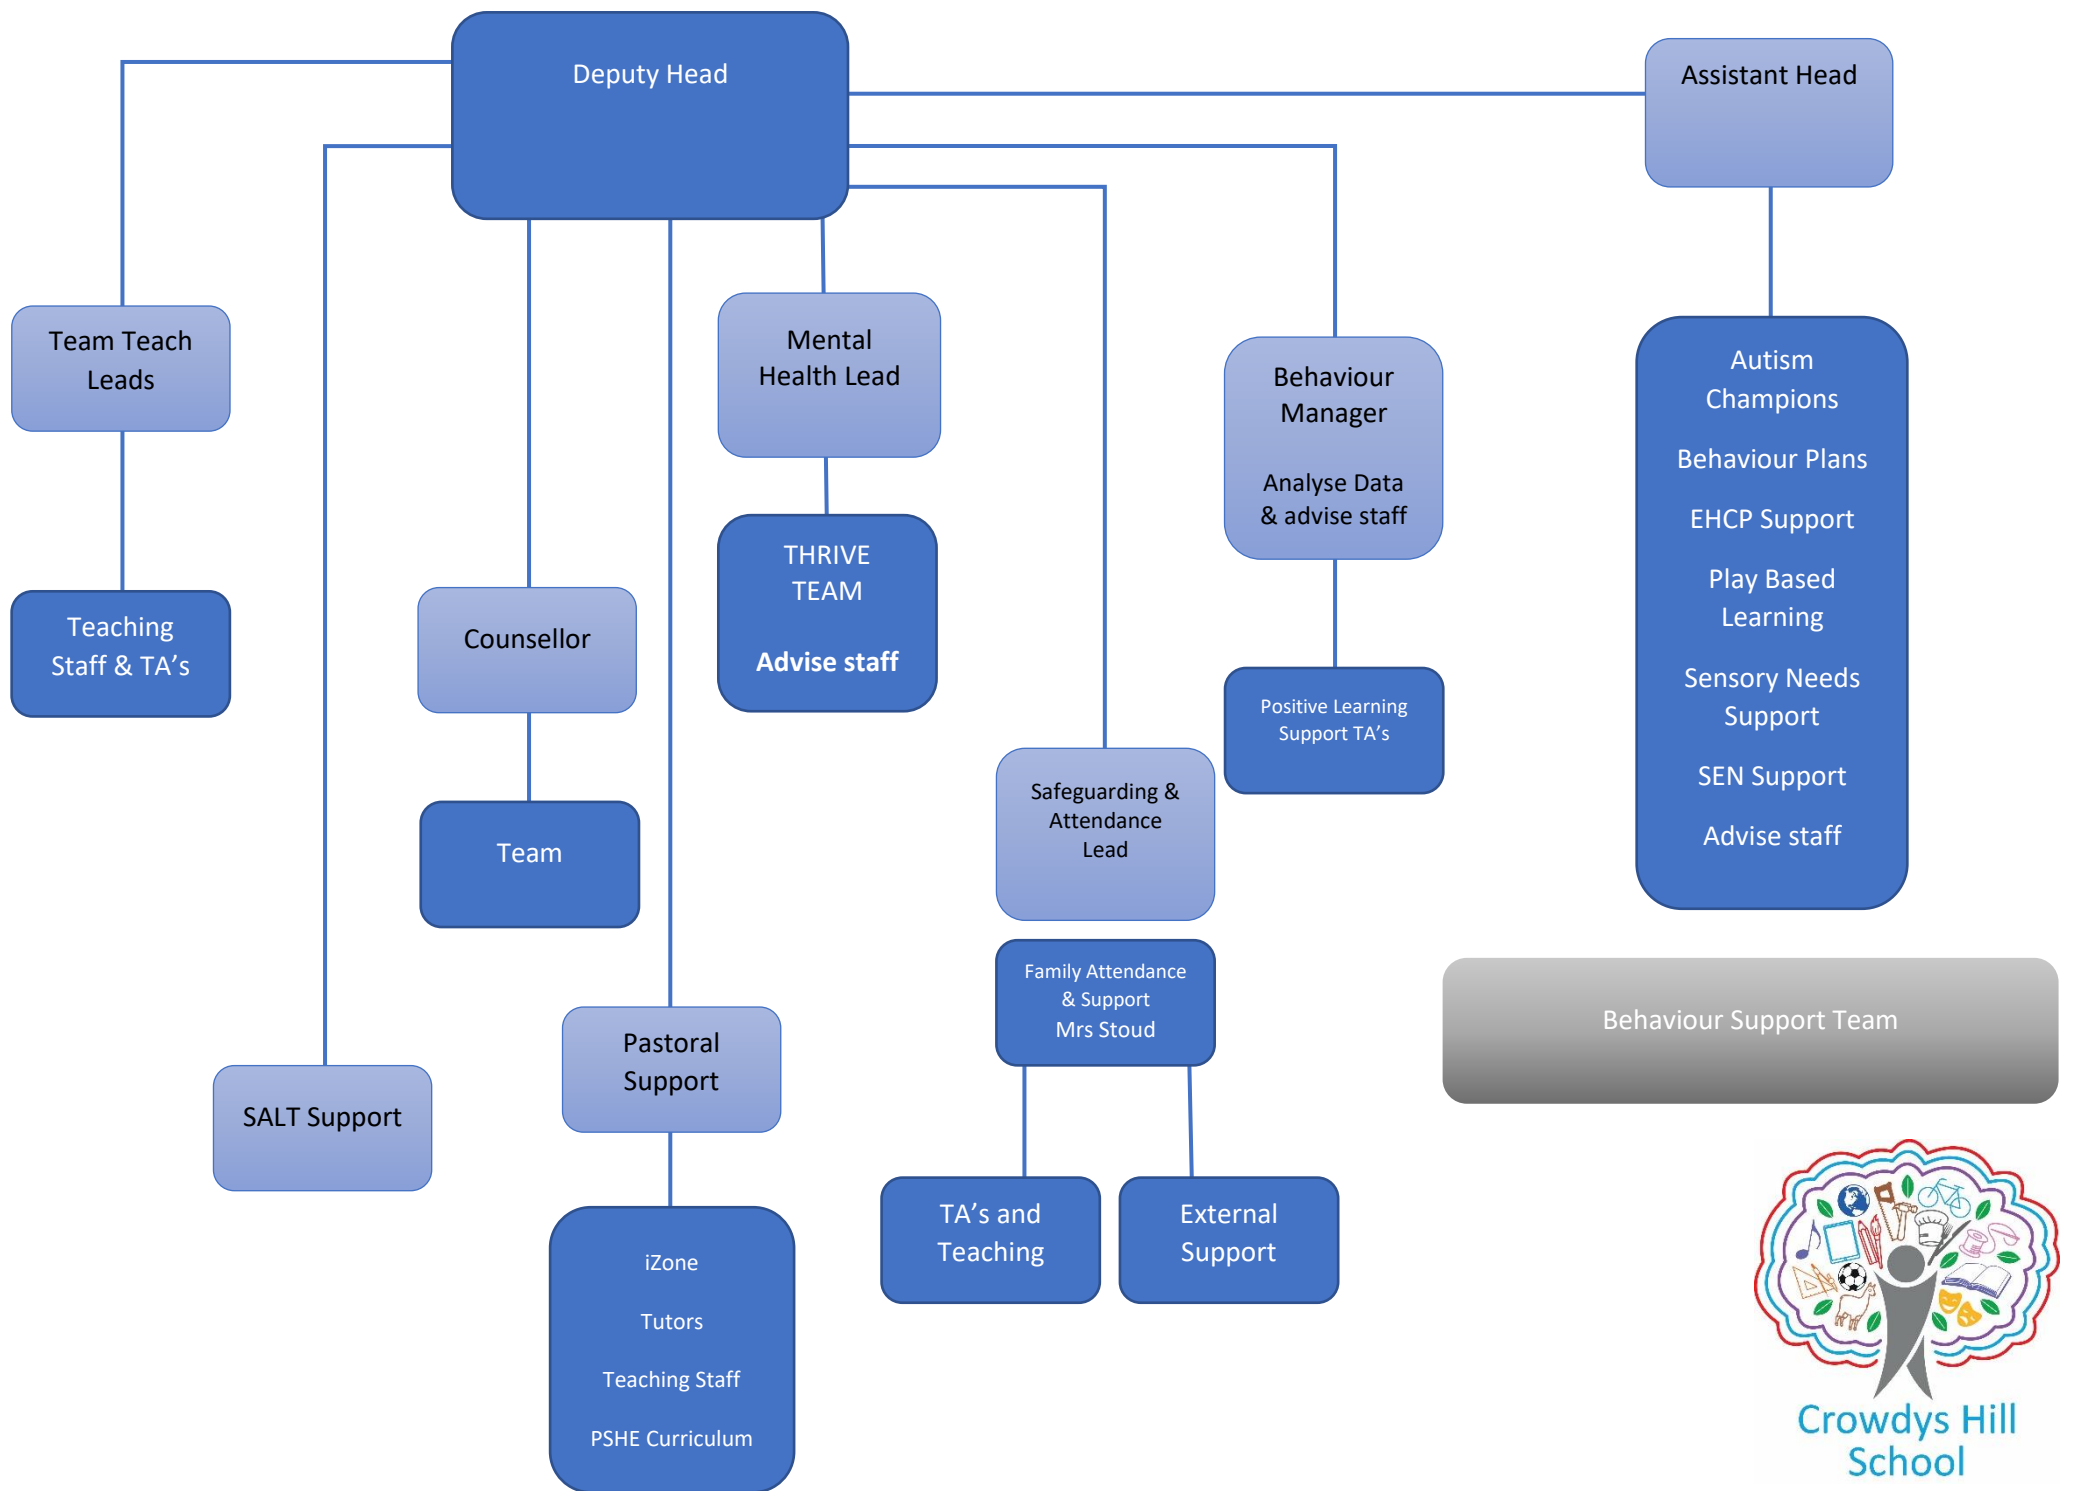 Deputy Head
Assistant Head
Team Teach
Leads
Mental
Health Lead
Behaviour
Manager
Analyse Data
& advise staff
Autism
Champions
Behaviour Plans
EHCP Support
Play Based
Learning
Sensory Needs
Support
SEN Support
Advise staff
THRIVE
TEAM
Advise staff
Teaching
Staff & TA’s
Counsellor
Positive Learning
Support TA’s
Safeguarding &
Attendance
Lead
Team
Family Attendance
& Support
Mrs Stoud
Behaviour Support Team
Pastoral
Support
SALT Support
TA’s and
Teaching
External
Support
iZone
Tutors
Teaching Staff
PSHE Curriculum
Crowdys Hill
School